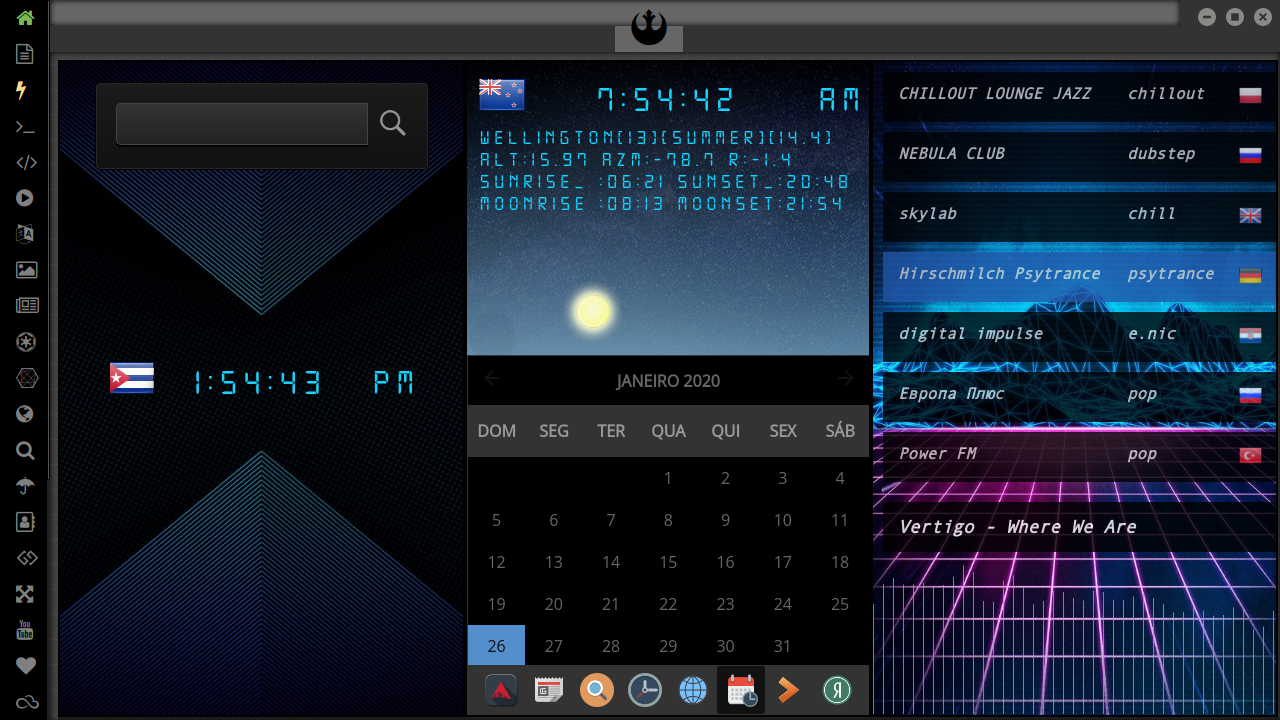 7:54:42 AM
WELLINGTON[13][SUMMER][14.4]
ALT:15.97 AZM:-78.7 R:-1.4
SUNRISE_ :06:21 SUNSET_:20:48
MOONRISE :08:13 MOONSET:21:54
1:54:43 PM
JANEIRO 2020
DOM SEG TER QUA QUI SEX SÁB
1 2 3 4
5 6 7 8 9 10 11
12 13 14 15 16 17 18
19 20 21 22 23 24 25
26 27 28 29 30 31
CHILLOUT LOUNGE JAZZ chillout
NEBULA CLUB dubstep
skylab chill
Hirschmilch Psytrance psytrance
digital impulse e.nic
Европа Плюс pop
Power FM pop
Vertigo - Where We Are
You
Tube
Я